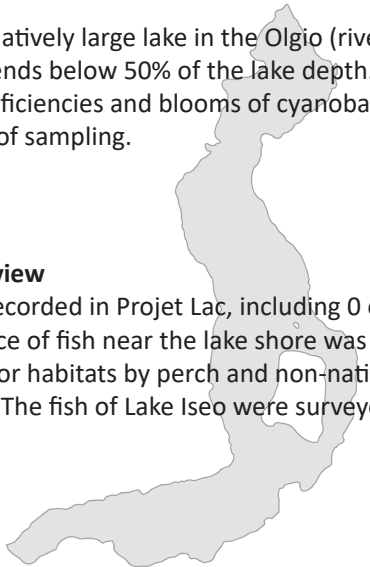 atively large lake in the Olgio (rive
ends below 50% of the lake depth.
ficiencies and blooms of cyanoba
of sampling.
view
ecorded in Projet Lac, including 0 e
ce of fish near the lake shore was
or habitats by perch and non-nati
The fish of Lake Iseo were surveye